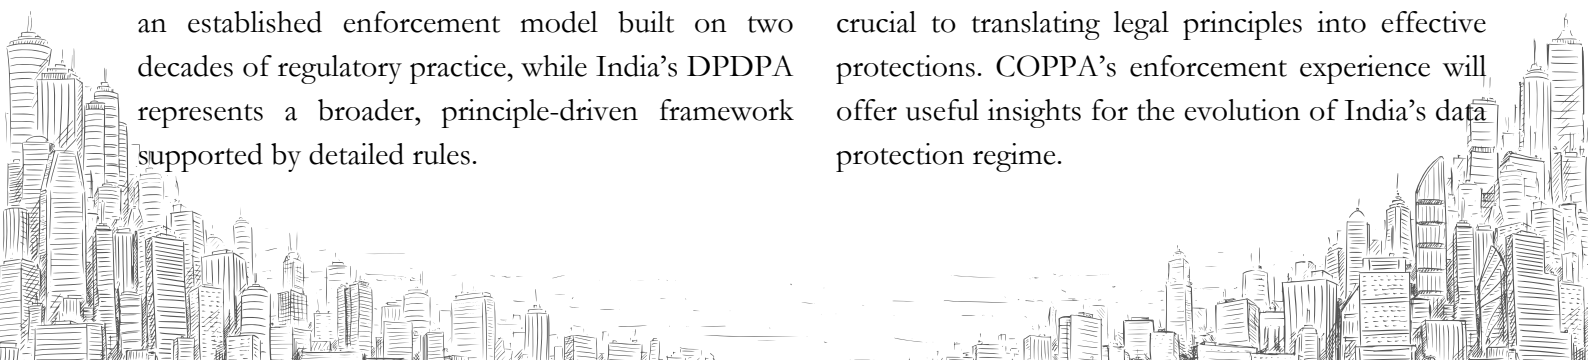 an established enforcement model built on two
decades of regulatory practice, while India’s DPDPA
represents a broader, principle-driven framework
supported by detailed rules.
crucial to translating legal principles into effective
protections. COPPA’s enforcement experience will
offer useful insights for the evolution of India’s data
protection regime.